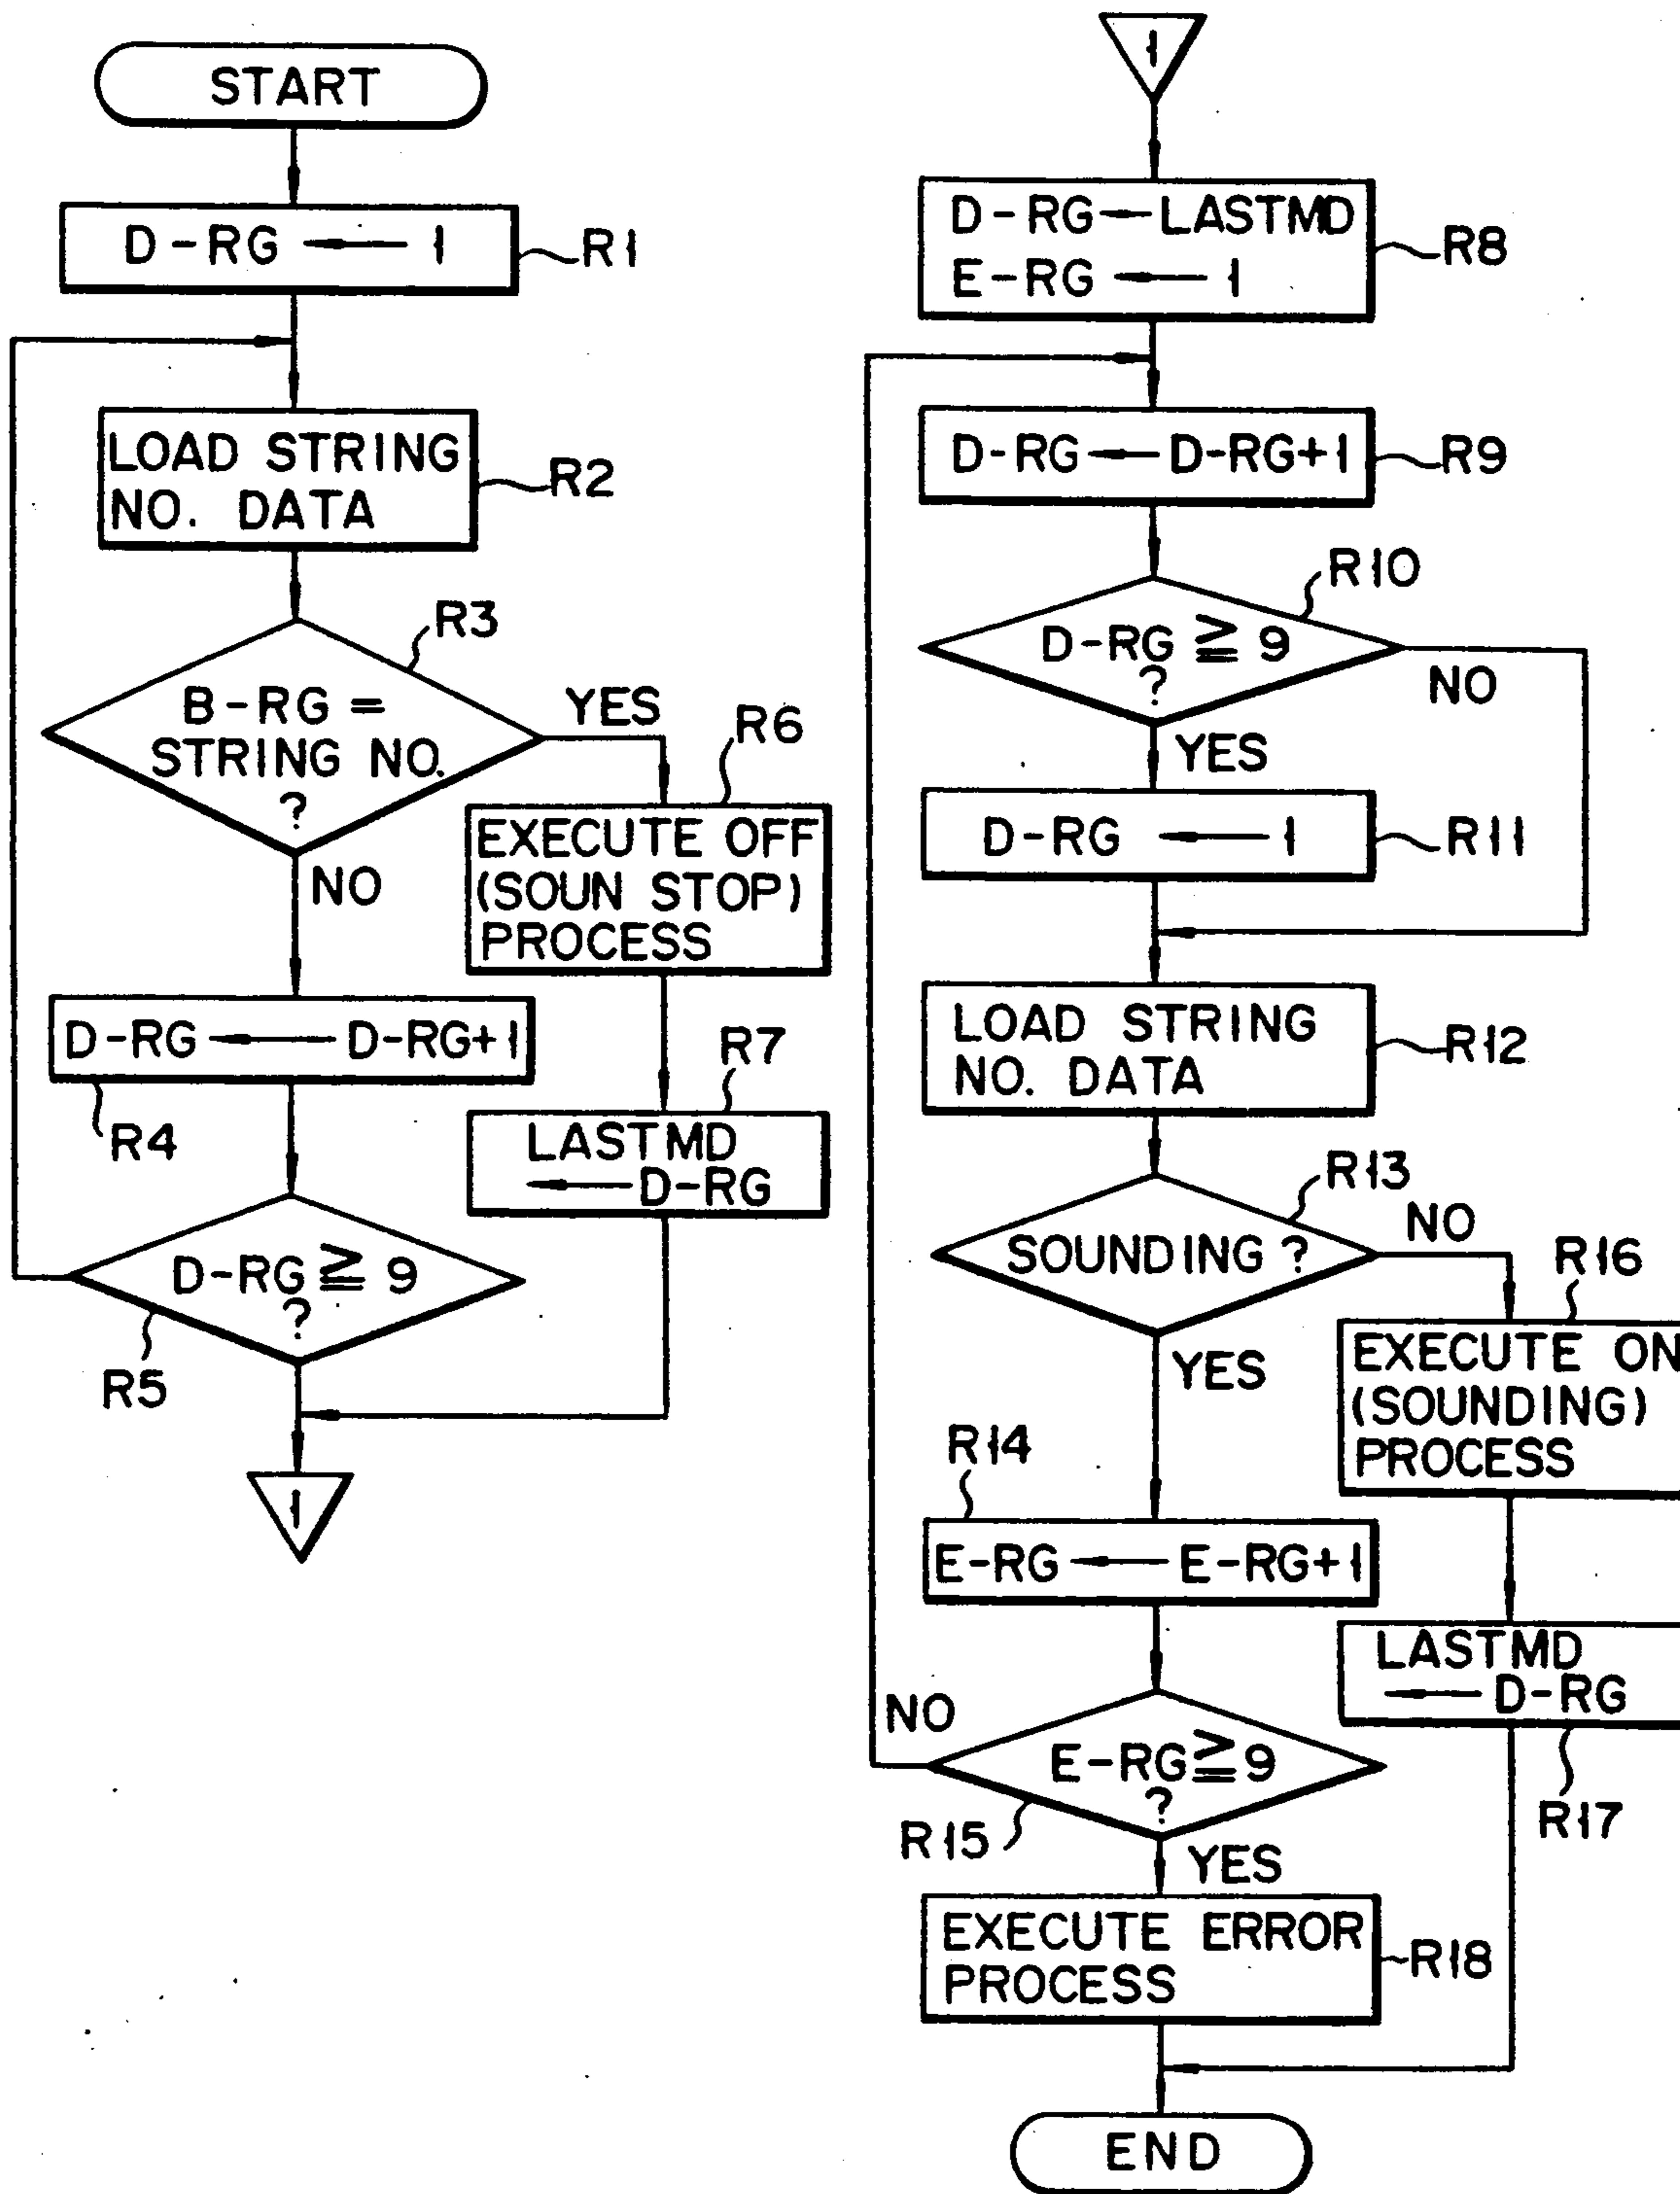 START
D-RG ← 1
R1
LOAD STRING
NO. DATA
R2
R3
B-RG =
STRING NO.
?
YES
NO
R6
EXECUTE OFF
(SOUN STOP)
PROCESS
D-RG ← D-RG+1
R4
R7
LASTMD
← D-RG
D-RG ≧ 9
?
R5
1
1
D-RG ← LASTMD
E-RG ← 1
R8
D-RG ← D-RG+1
R9
R10
D-RG ≧ 9
?
NO
YES
D-RG ← 1
R11
LOAD STRING
NO. DATA
R12
R13
SOUNDING ?
NO
YES
R16
EXECUTE ON
(SOUNDING)
PROCESS
R14
E-RG ← E-RG+1
LASTMD
← D-RG
R17
NO
E-RG ≧ 9
?
R15
YES
EXECUTE ERROR
PROCESS
R18
END